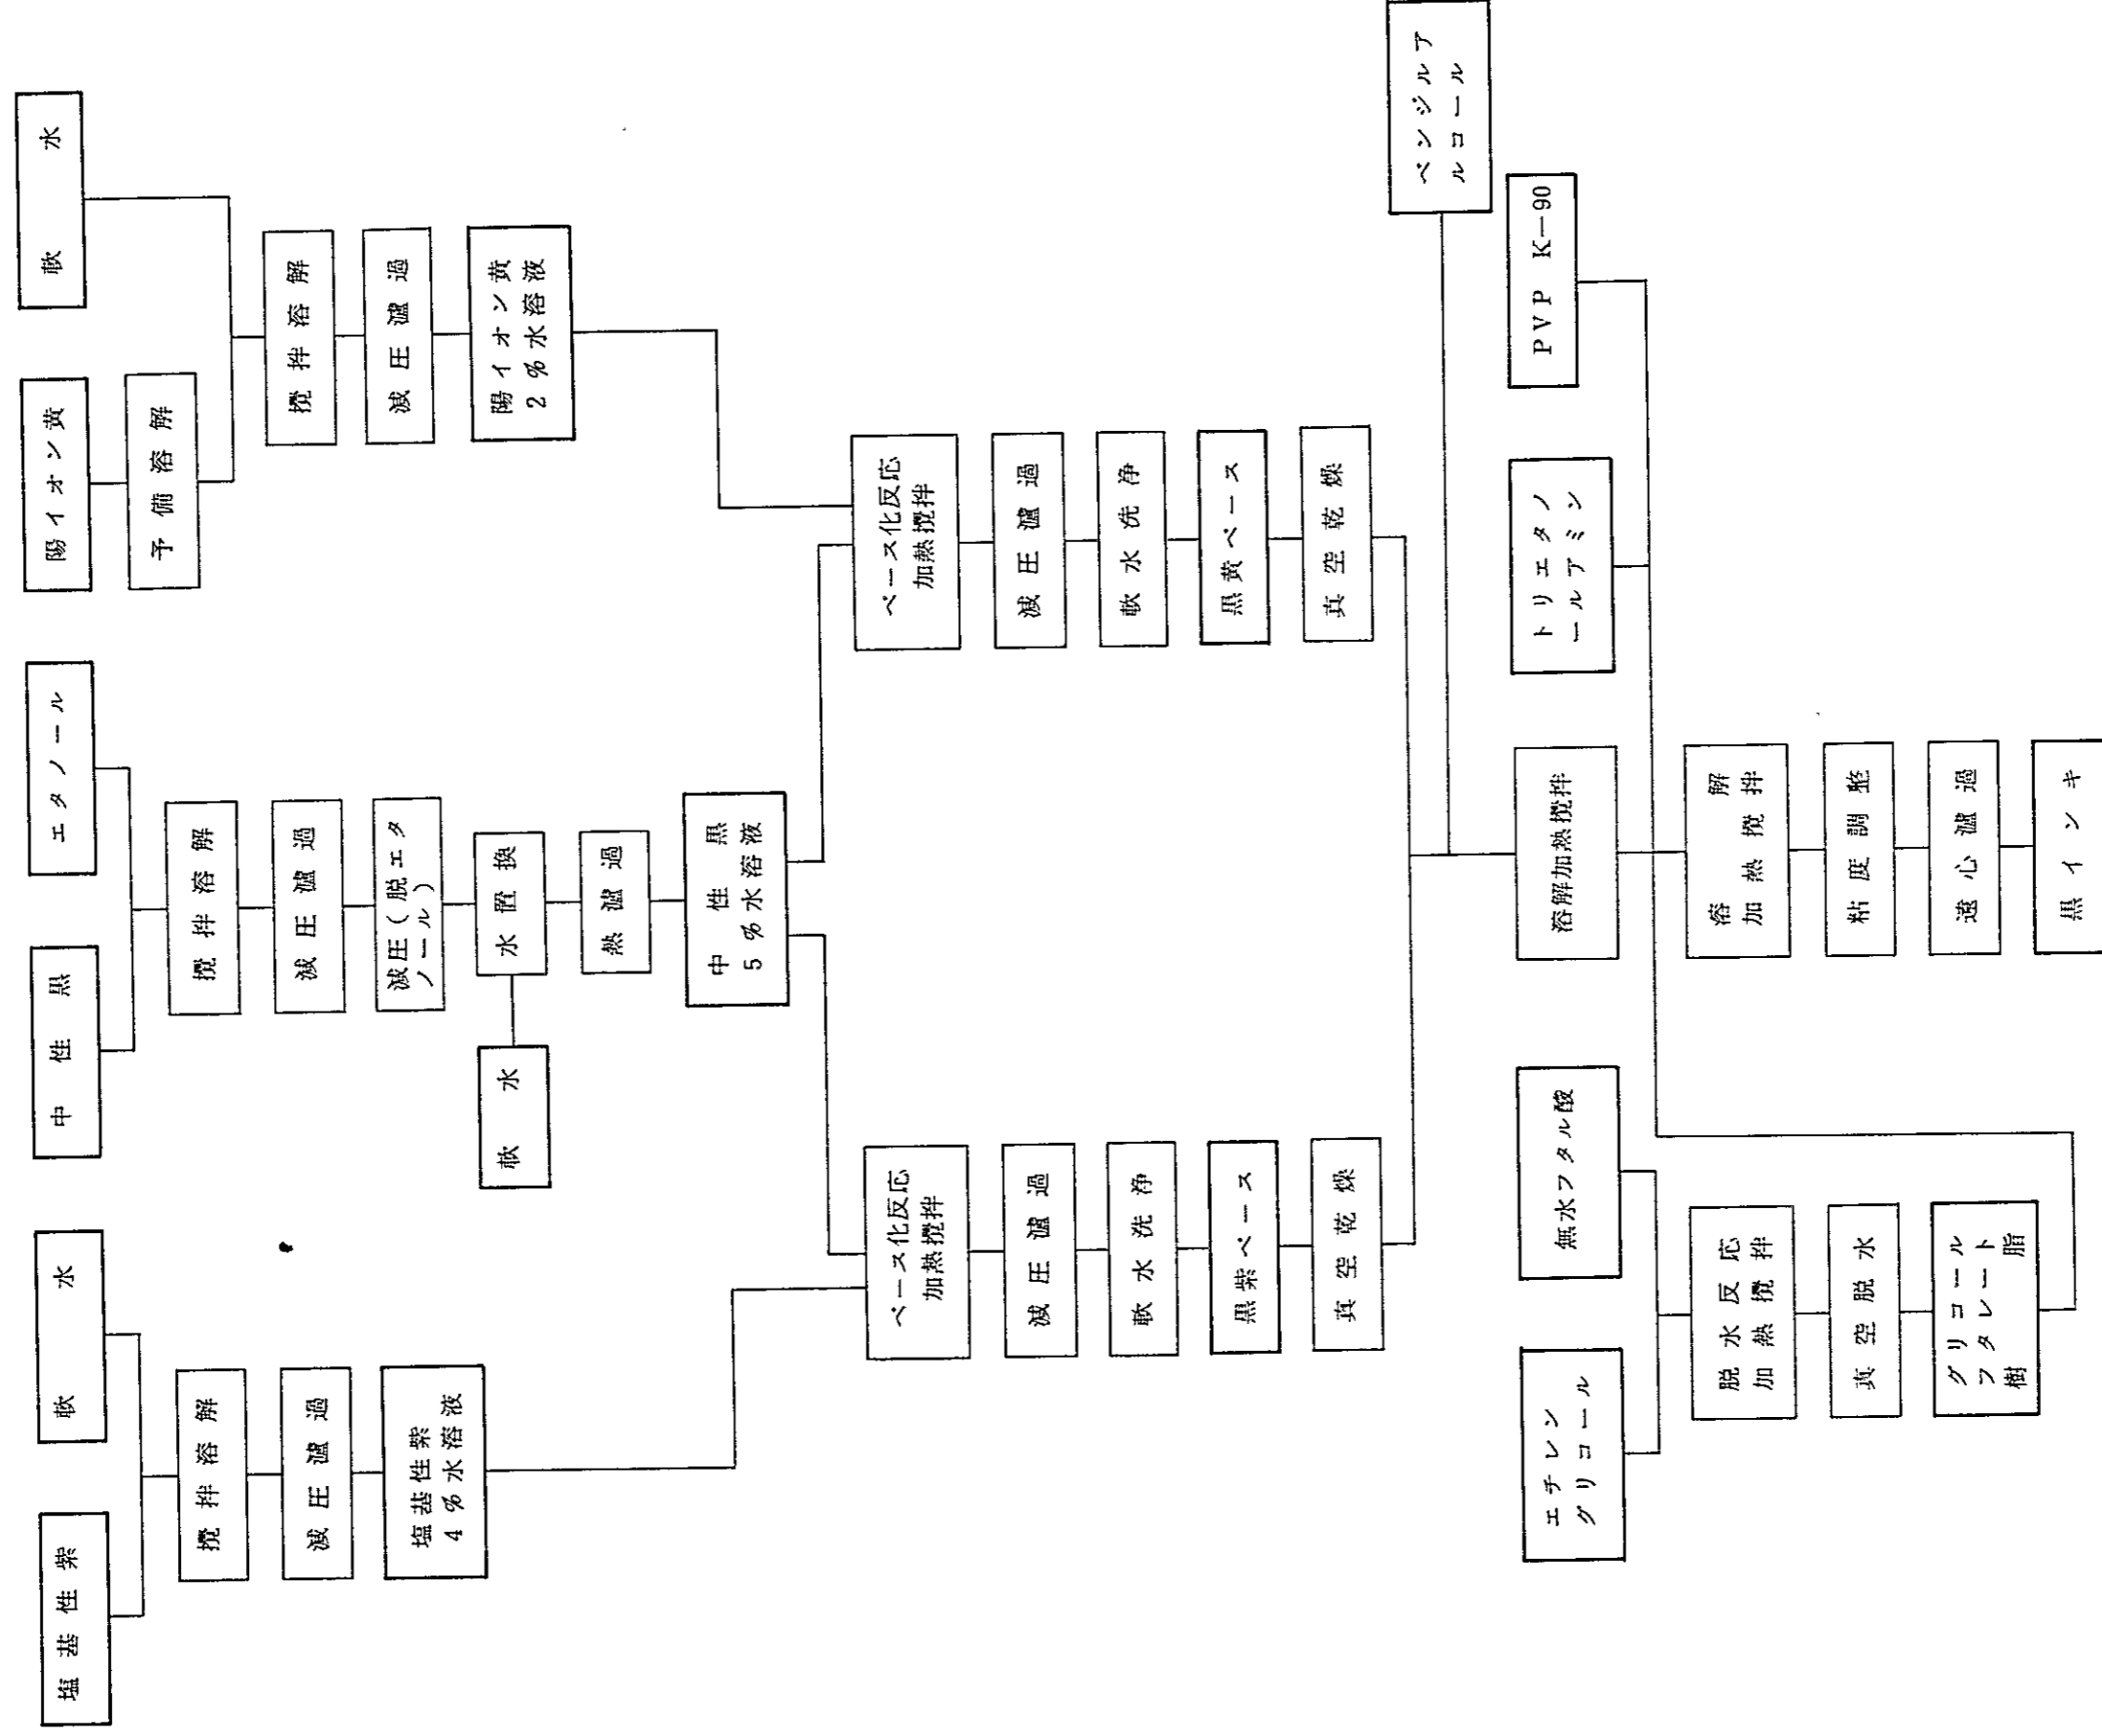 塩基性紫
軟水
攪拌溶解
減圧濾過
塩基性紫
4%水溶液
中性黒
エタノール
攪拌溶解
減圧濾過
減圧(脱エタ
ノール)
軟水
水置換
熱濾過
中性黒
5%水溶液
陽イオン黄
予備溶解
軟水
攪拌溶解
減圧濾過
陽イオン黄
2%水溶液
ベース化反応
加熱攪拌
減圧濾過
軟水洗浄
黒紫ベース
真空乾燥
ベース化反応
加熱攪拌
減圧濾過
軟水洗浄
黒黄ベース
真空乾燥
ベンジルア
ルコール
エチレン
グリコール
無水フタル酸
脱水反応
加熱攪拌
真空脱水
グリコール
フタレート
樹脂
溶解加熱攪拌
トリエタノ
ールアミン
PVP K-90
溶解
加熱攪拌
粘度調整
遠心濾過
黒インキ